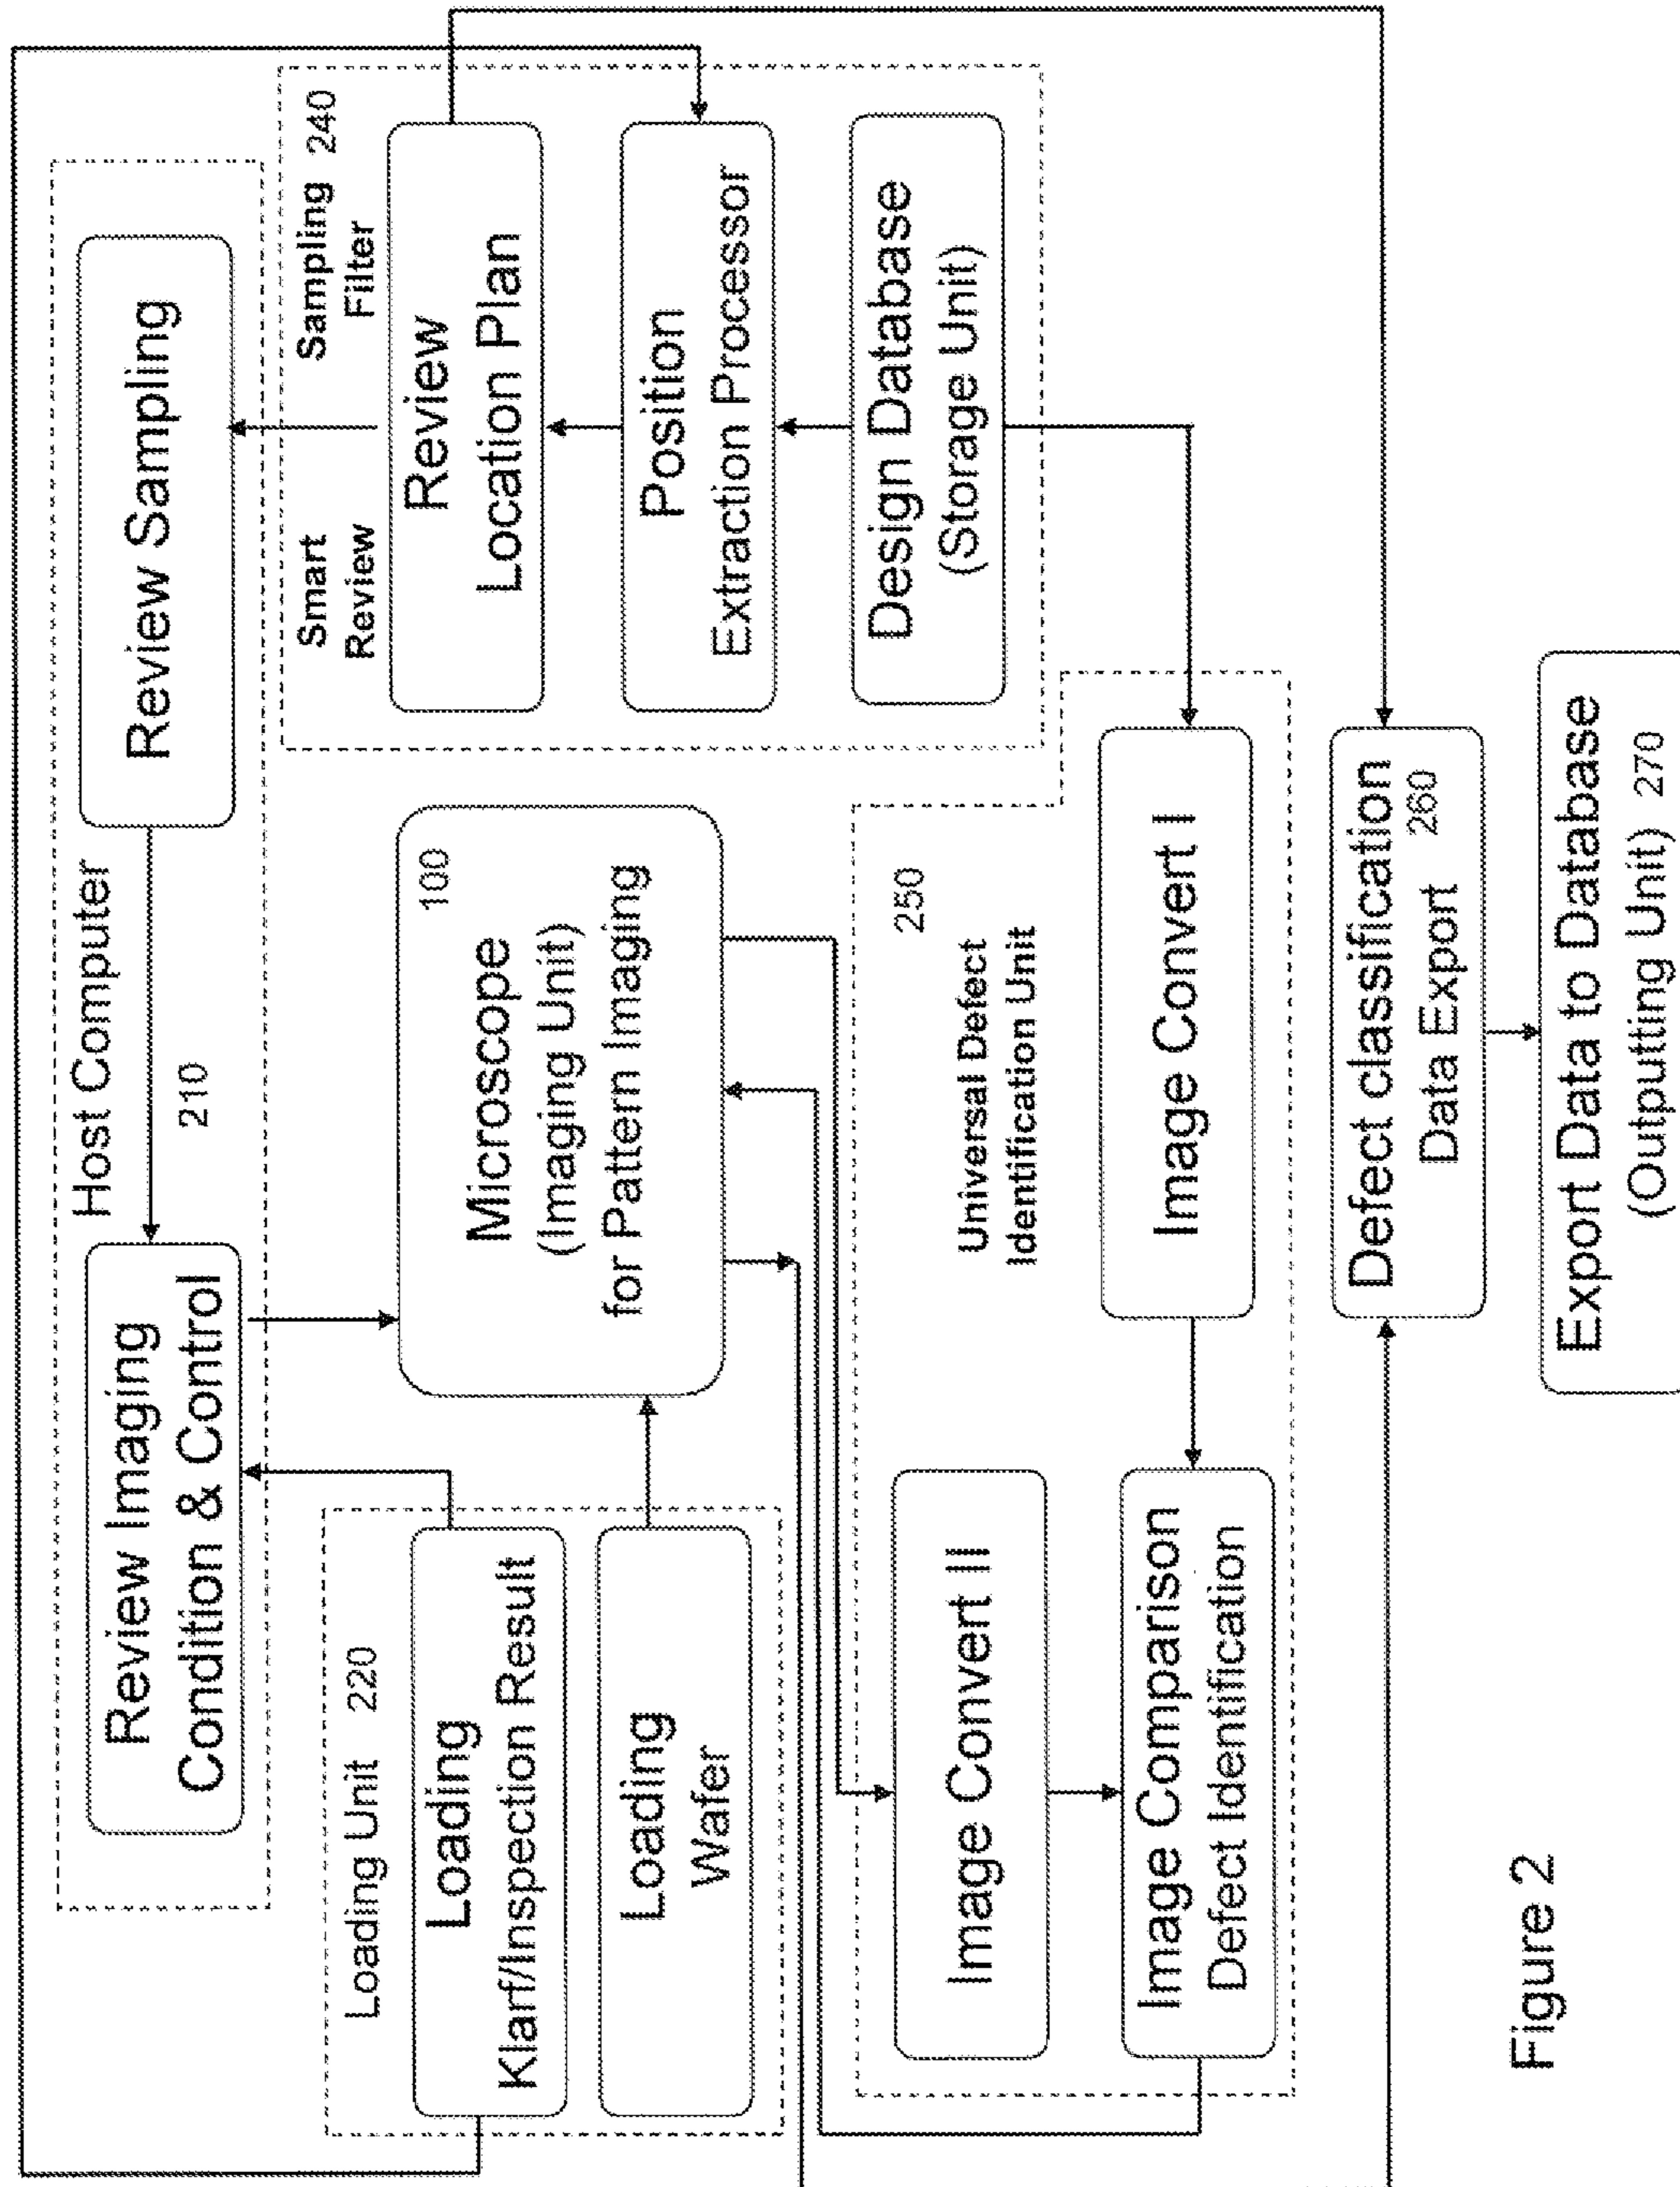 Host Computer
210
Review Imaging
Condition & Control
Review Sampling
Loading Unit 220
Loading
Klarf/Inspection Result
Loading
Wafer
100
Microscope
(Imaging Unit)
for Pattern Imaging
Smart Sampling 240
Review Filter
Review
Location Plan
Position
Extraction Processor
Design Database
(Storage Unit)
250
Universal Defect
Identification Unit
Image Convert II
Image Convert I
Image Comparison
Defect Identification
Defect classification
Data Export 260
Export Data to Database
(Outputting Unit) 270
Figure 2